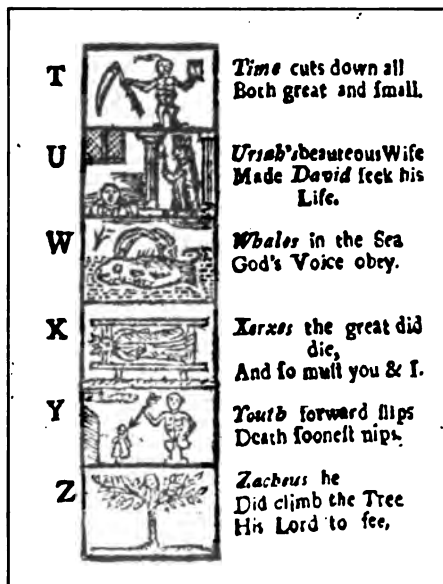 T
Time cuts down all
Both great and ſmall.
U
Uriah's beauteous Wife
Made David ſeek his
Life.
W
Whales in the Sea
God's Voice obey.
X
Xerxes the great did
die,
And ſo muſt you & I.
Y
Youth forward ſlips
Death ſooneſt nips.
Z
Zacheus he
Did climb the Tree
His Lord to ſee,